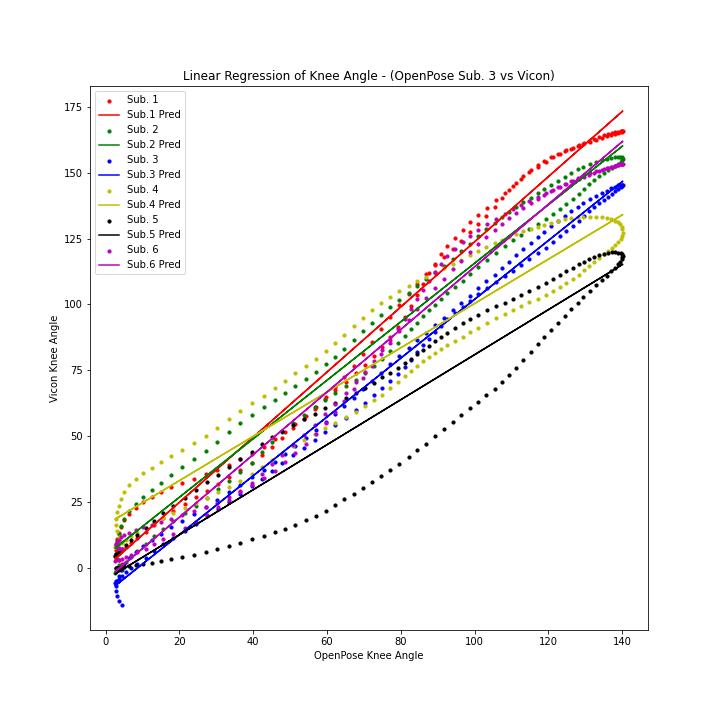 Linear Regression of Knee Angle - (OpenPose Sub. 3 vs Vicon)
Sub. 1
Sub.1 Pred
Sub. 2
Sub.2 Pred
Sub. 3
Sub.3 Pred
Sub. 4
Sub.4 Pred
Sub. 5
Sub.5 Pred
Sub. 6
Sub.6 Pred
Vicon Knee Angle
175
150
125
100
75
50
25
0
0 20 40 60 80 100 120 140
OpenPose Knee Angle